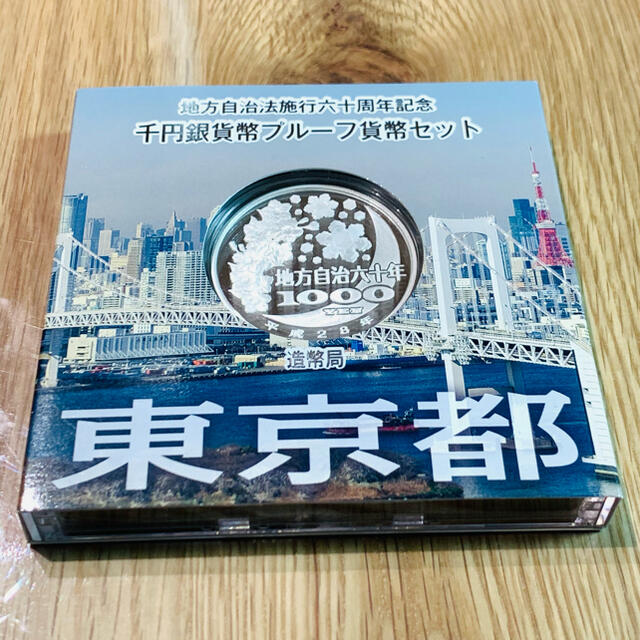 地方自治法施行六十周年記念
千円銀貨幣プルーフ貨幣セット
地方自治六十年
1000
YEN
平成28年
造幣局
東京都